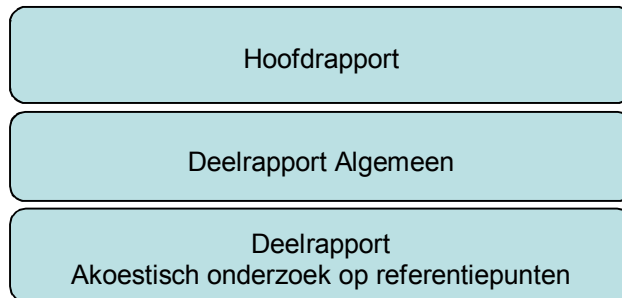 Hoofdrapport
Deelrapport Algemeen
Deelrapport
Akoestisch onderzoek op referentiepunten